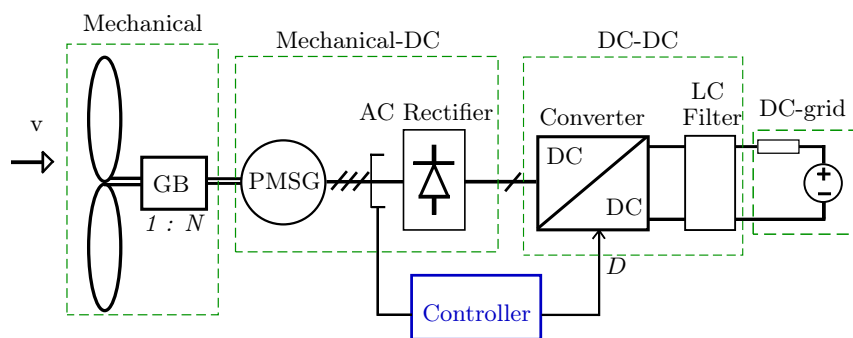 Mechanical
Mechanical-DC
DC-DC
LC
Filter
DC-grid
AC Rectifier
Converter
v
GB
1 : N
PMSG
DC
DC
D
Controller